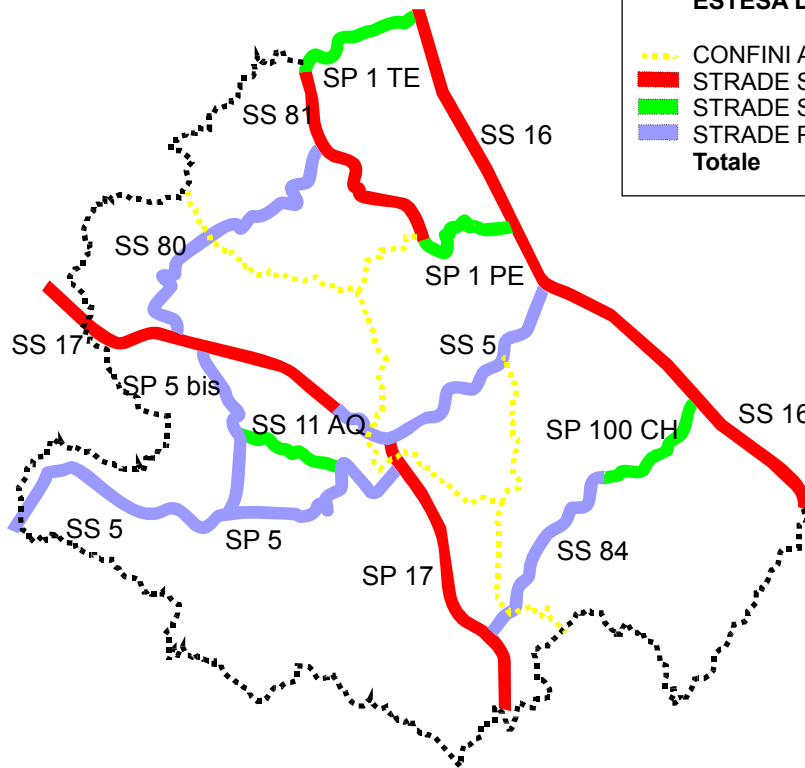 ESTESA D
CONFINI A
STRADE S
STRADE S
STRADE P
Totale
SP 1 TE
SS 81
SS 16
SS 80
SP 1 PE
SS 17
SS 5
SP 5 bis
SS 11 AQ
SP 100 CH
SS 16
SS 5
SP 5
SS 84
SP 17